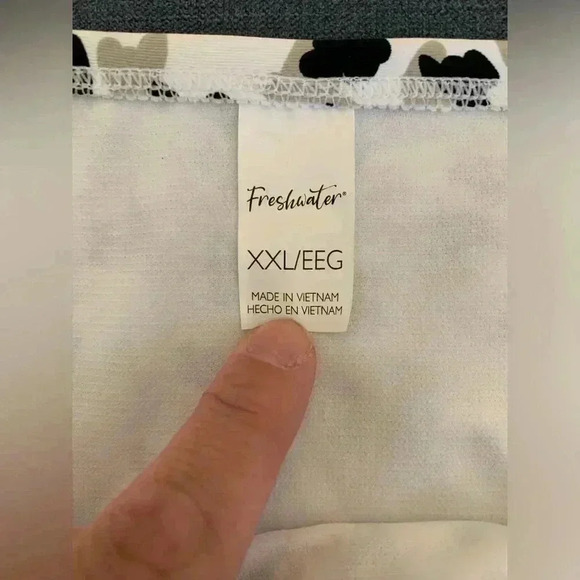 Freshwater®
XXL/EEG
MADE IN VIETNAM
HECHO EN VIETNAM